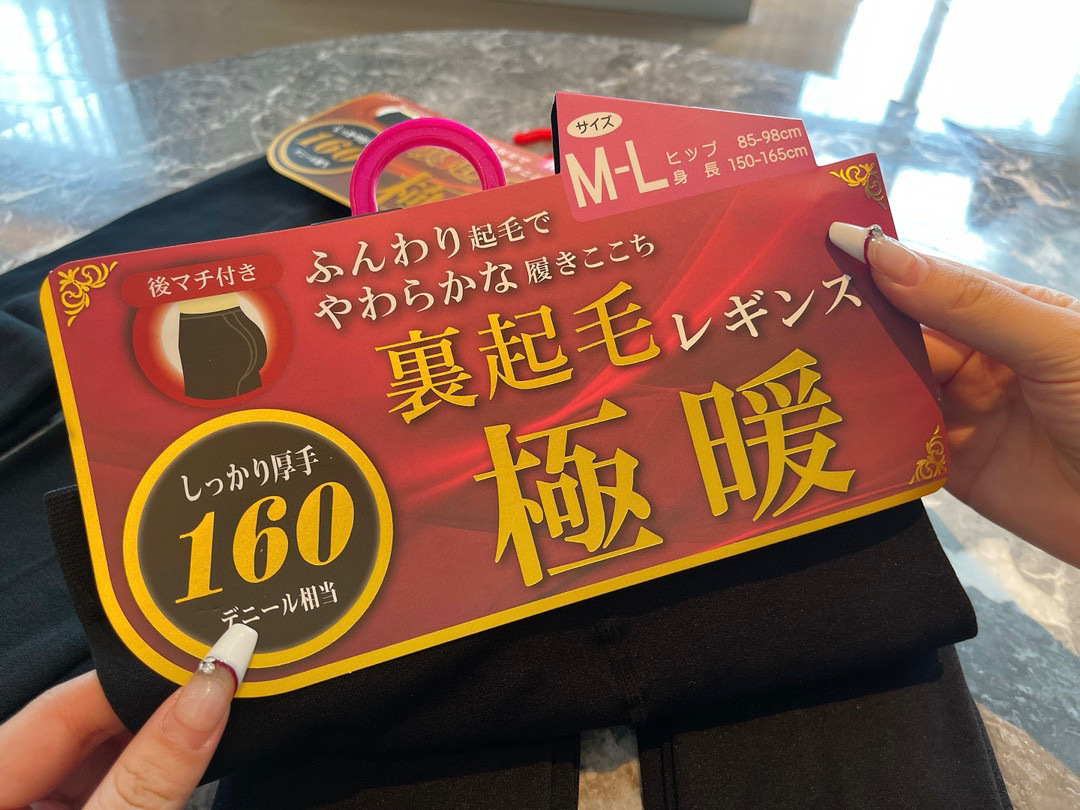 サイズ
M-L
ヒップ 85-98cm
身長 150-165cm
後マチ付き
ふんわり起毛で
やわらかな履きここち
裏起毛レギンス
極暖
しっかり厚手
160
デニール相当
160